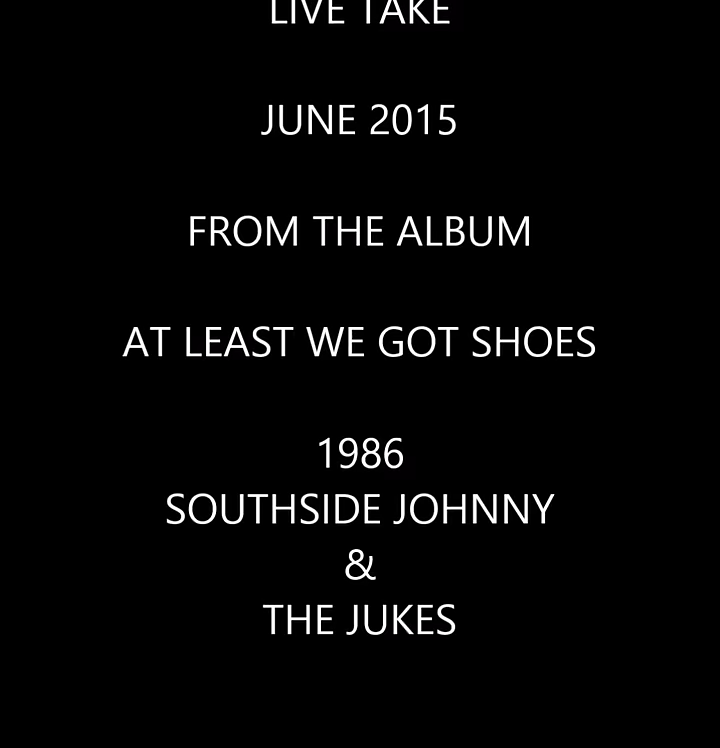 LIVE TAKE
JUNE 2015
FROM THE ALBUM
AT LEAST WE GOT SHOES
1986
SOUTHSIDE JOHNNY
&
THE JUKES